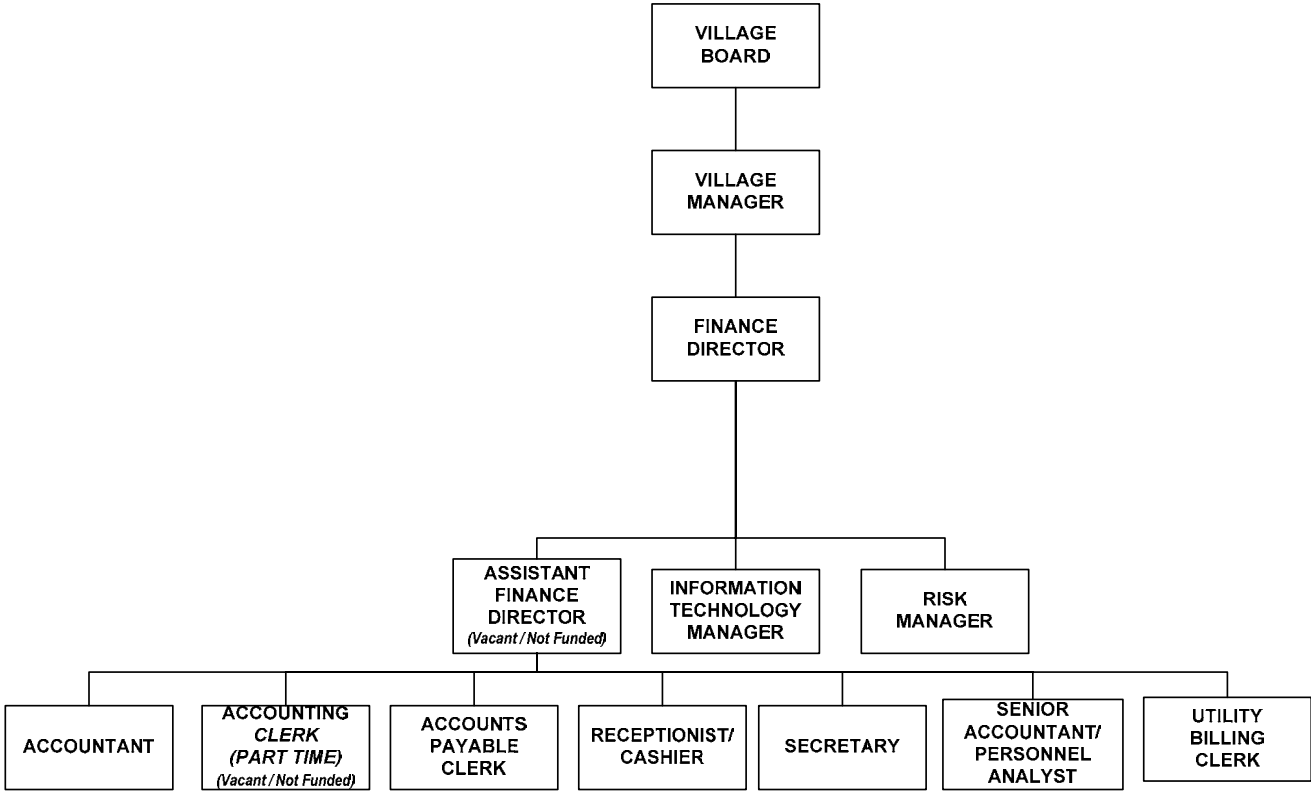 VILLAGE
BOARD
VILLAGE
MANAGER
FINANCE
DIRECTOR
ASSISTANT
FINANCE
DIRECTOR
(Vacant / Not Funded)
INFORMATION
TECHNOLOGY
MANAGER
RISK
MANAGER
ACCOUNTANT
ACCOUNTING
CLERK
(PART TIME)
(Vacant / Not Funded)
ACCOUNTS
PAYABLE
CLERK
RECEPTIONIST/
CASHIER
SECRETARY
SENIOR
ACCOUNTANT/
PERSONNEL
ANALYST
UTILITY
BILLING
CLERK